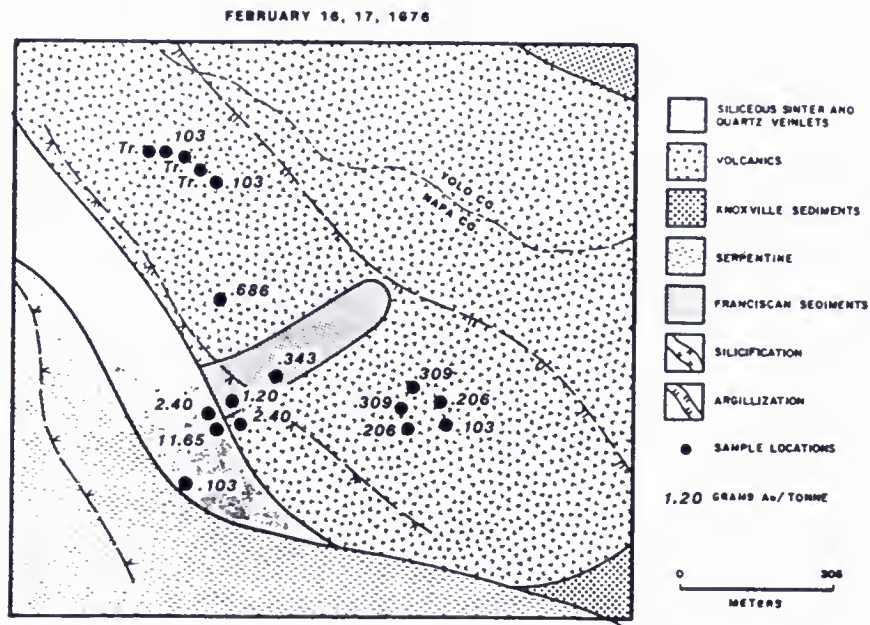 FEBRUARY 16, 17, 1976
.103
Tr.
Tr.
Tr.
.103
YOLO CO.
NAPA CO.
.686
.343
.309
1.20
.206
2.40
.309
2.40
11.65
.206
.103
.103
SILICEOUS SINTER AND
QUARTZ VEINLETS
VOLCANICS
KNOXVILLE SEDIMENTS
SERPENTINE
FRANCISCAN SEDIMENTS
SILICIFICATION
ARGILLIZATION
SAMPLE LOCATIONS
1.20 GRAMS Au/TONNE
0 305
METERS